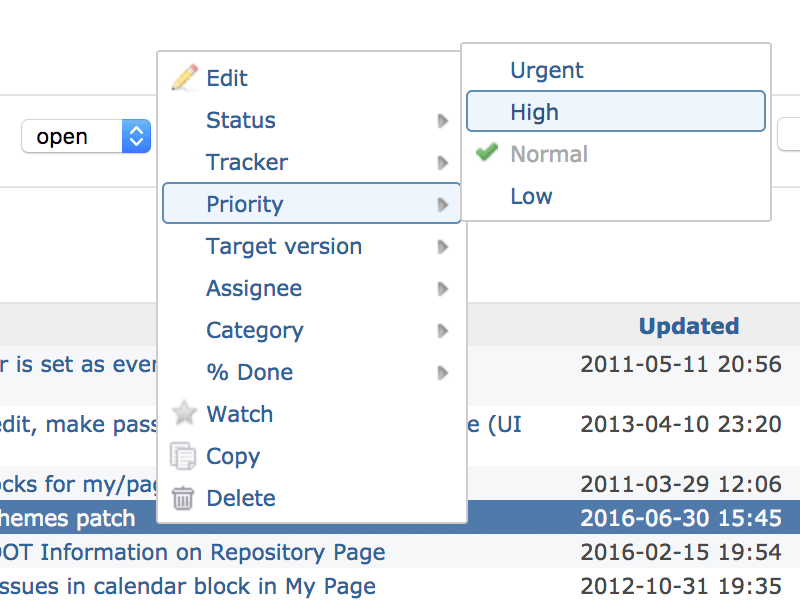 Edit
Status
Tracker
Priority
Target version
Assignee
Category
% Done
Watch
Copy
Delete
Urgent
High
Normal
Low
open
Updated
r is set as ever 2011-05-11 20:56
edit, make pass e (UI 2013-04-10 23:20
ocks for my/pag 2011-03-29 12:06
hemes patch 2016-06-30 15:45
OOT Information on Repository Page 2016-02-15 19:54
ssues in calendar block in My Page 2012-10-31 19:35